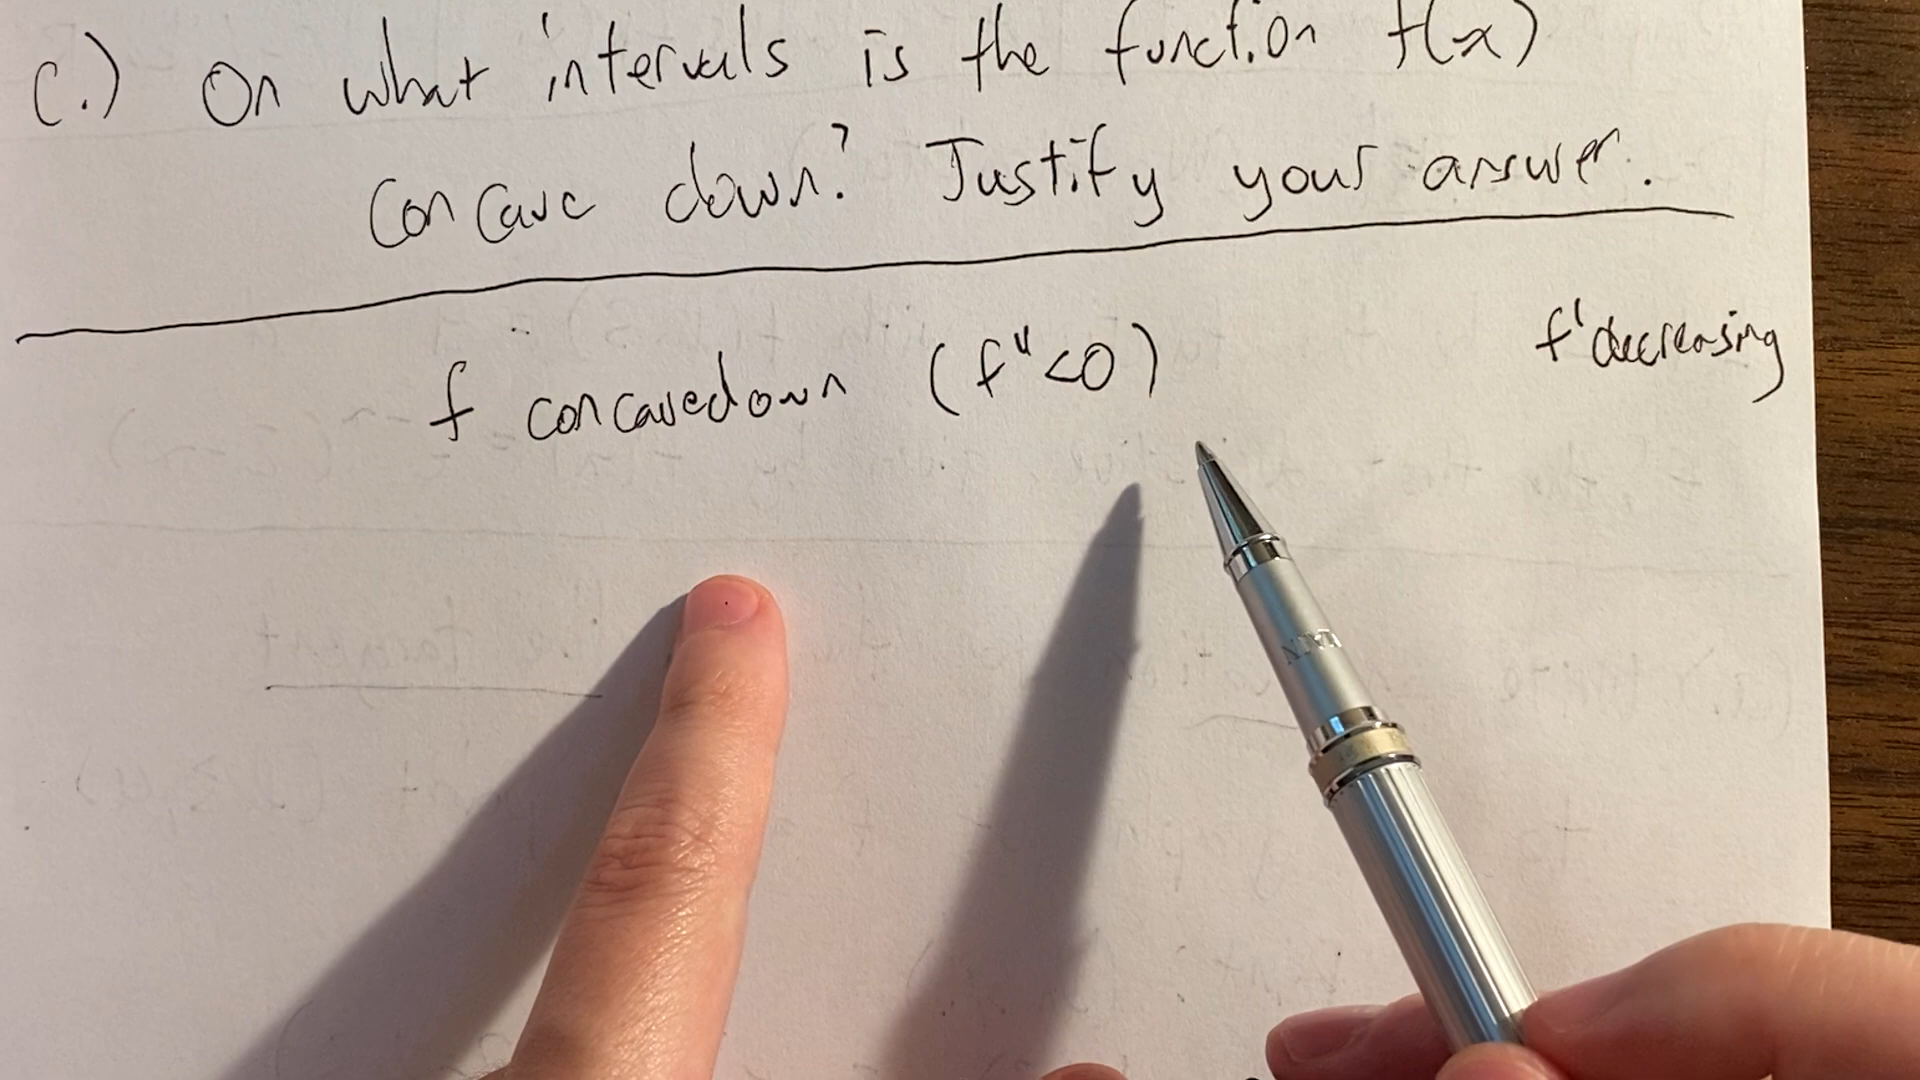 C.) On what intervals is the function f(x)
concave down? Justify your answer.
f concavedown (f"<0)
f' decreasing